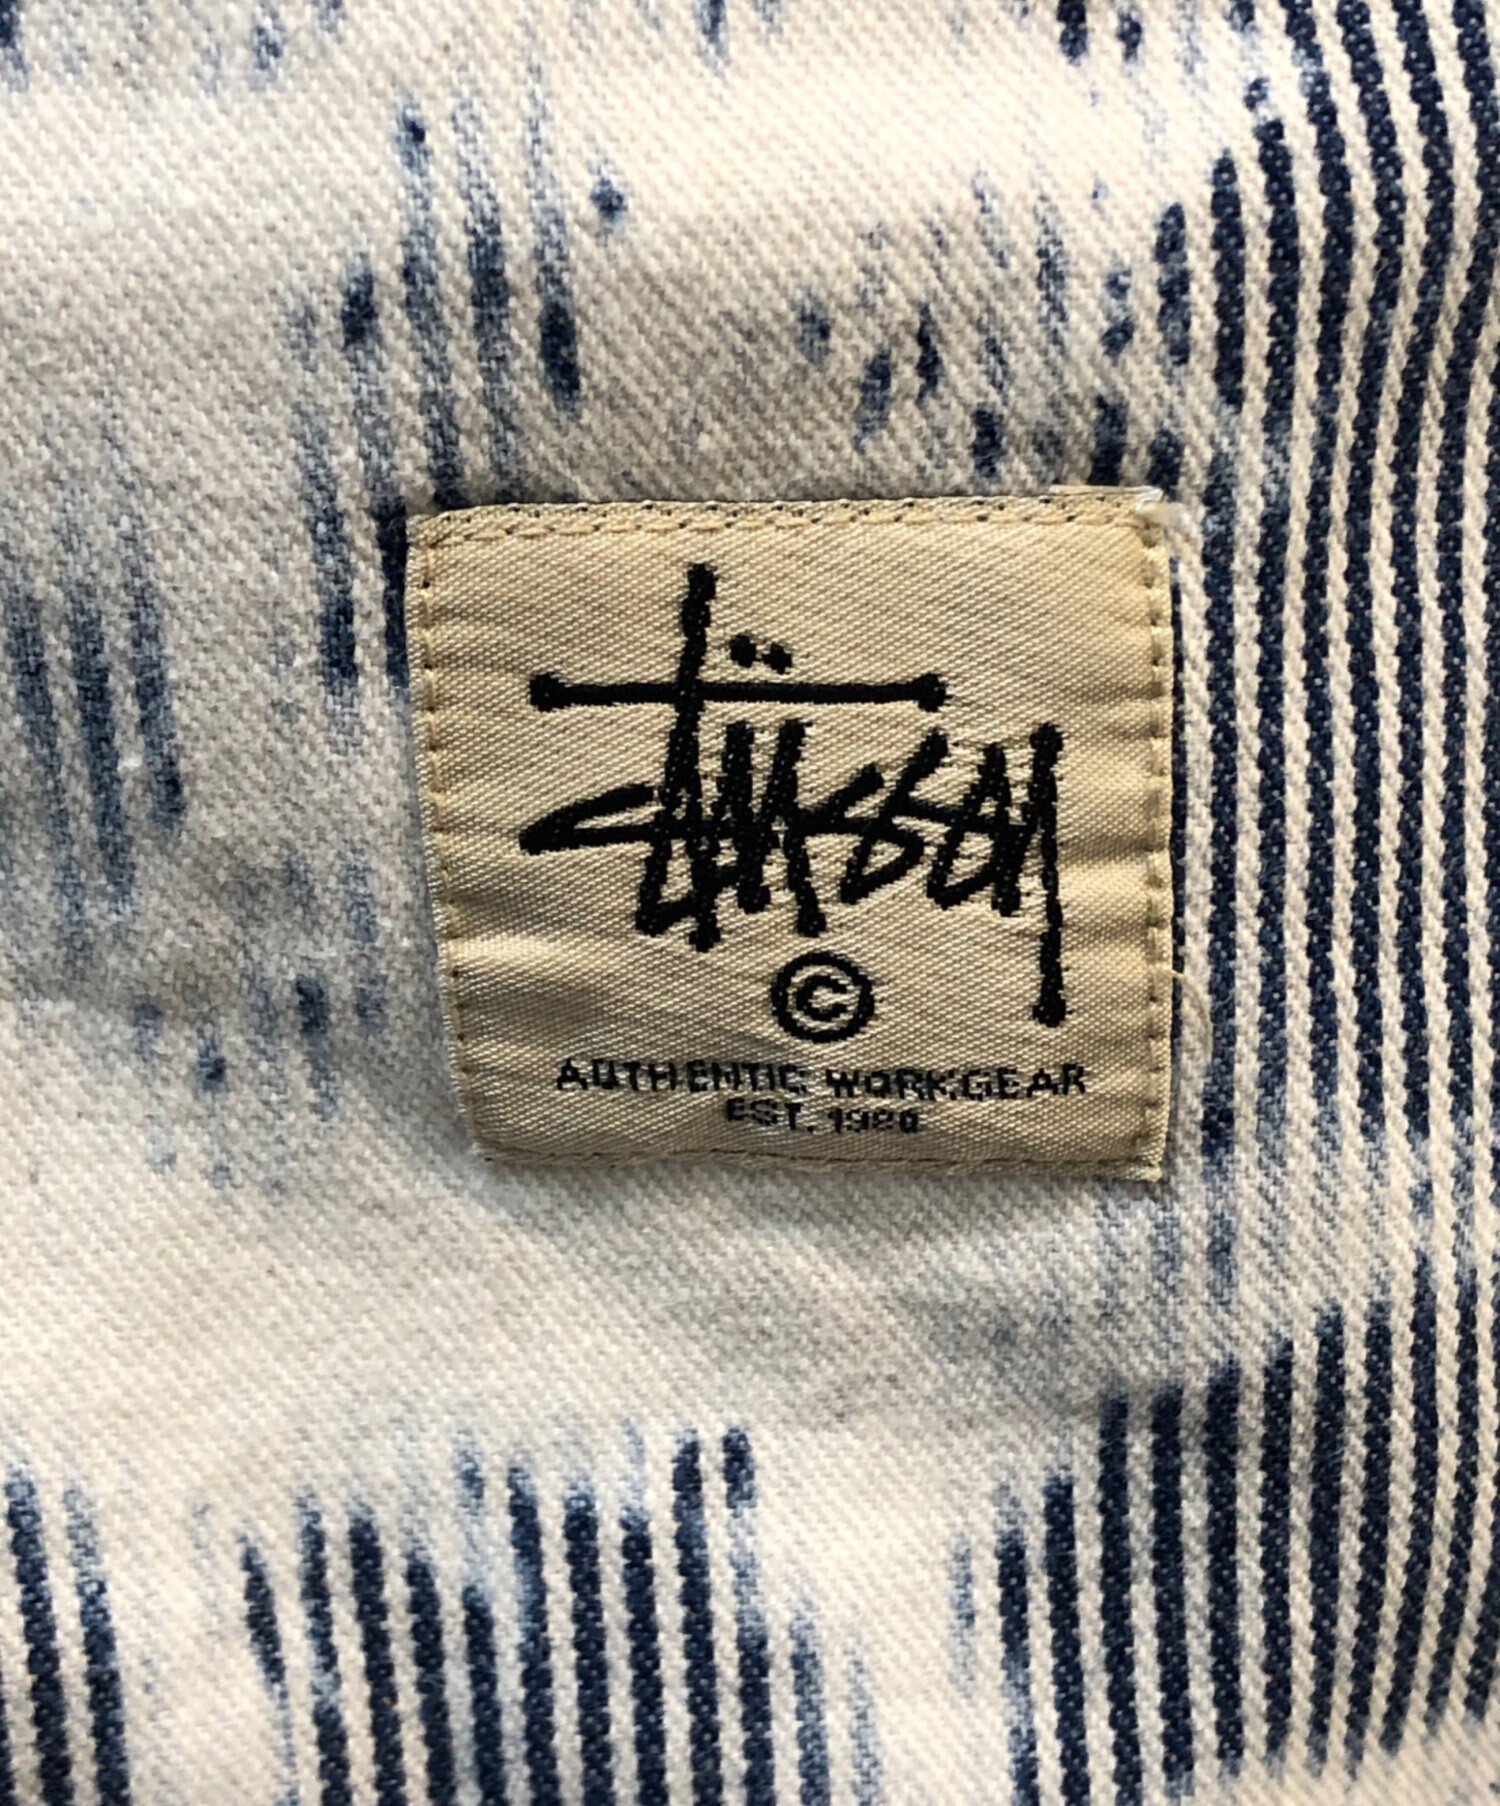 Stüssy
©
AUTHENTIC WORKGEAR
EST. 1980